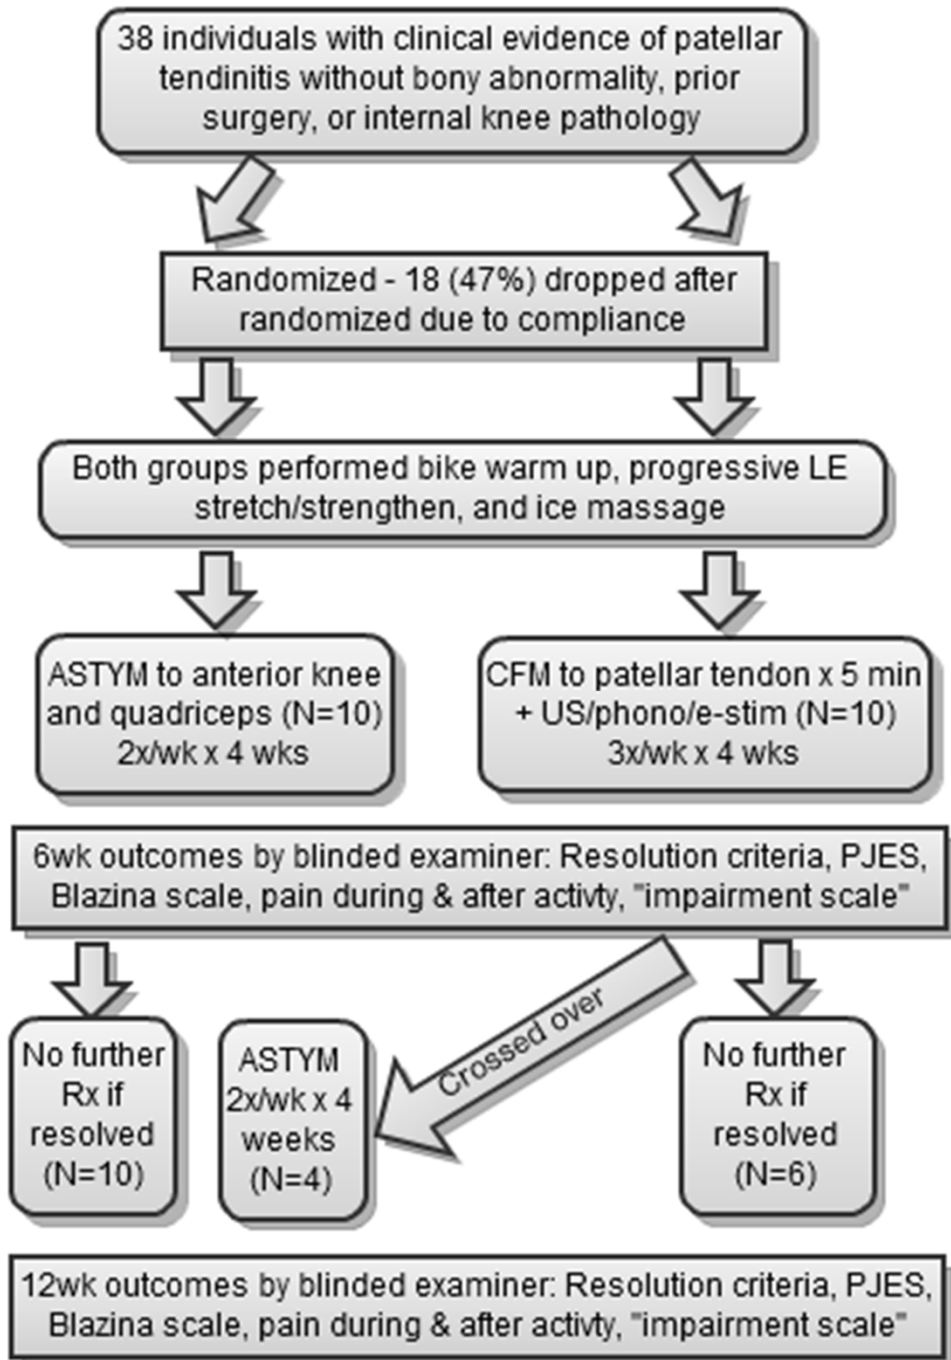 38 individuals with clinical evidence of patellar
tendinitis without bony abnormality, prior
surgery, or internal knee pathology
Randomized - 18 (47%) dropped after
randomized due to compliance
Both groups performed bike warm up, progressive LE
stretch/strengthen, and ice massage
ASTYM to anterior knee
and quadriceps (N=10)
2x/wk x 4 wks
CFM to patellar tendon x 5 min
+ US/phono/e-stim (N=10)
3x/wk x 4 wks
6wk outcomes by blinded examiner: Resolution criteria, PJES,
Blazina scale, pain during & after activty, "impairment scale"
No further
Rx if
resolved
(N=10)
ASTYM
2x/wk x 4
weeks
(N=4)
Crossed over
No further
Rx if
resolved
(N=6)
12wk outcomes by blinded examiner: Resolution criteria, PJES,
Blazina scale, pain during & after activty, "impairment scale"